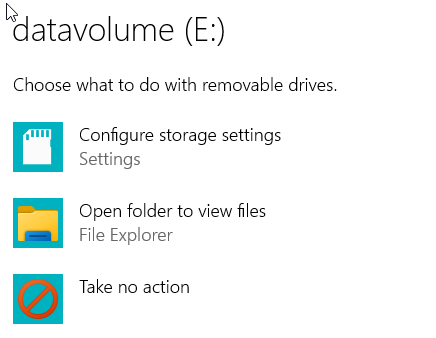 datavolume (E:)
Choose what to do with removable drives.
Configure storage settings
Settings
Open folder to view files
File Explorer
Take no action